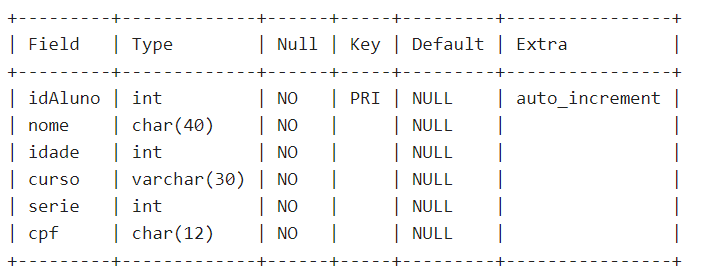 +---------+-------------+------+-----+---------+----------------+
| Field   | Type        | Null | Key | Default | Extra          |
+---------+-------------+------+-----+---------+----------------+
| idAluno | int         | NO   | PRI | NULL    | auto_increment |
| nome    | char(40)    | NO   |     | NULL    |                |
| idade   | int         | NO   |     | NULL    |                |
| curso   | varchar(30) | NO   |     | NULL    |                |
| serie   | int         | NO   |     | NULL    |                |
| cpf     | char(12)    | NO   |     | NULL    |                |
+---------+-------------+------+-----+---------+----------------+